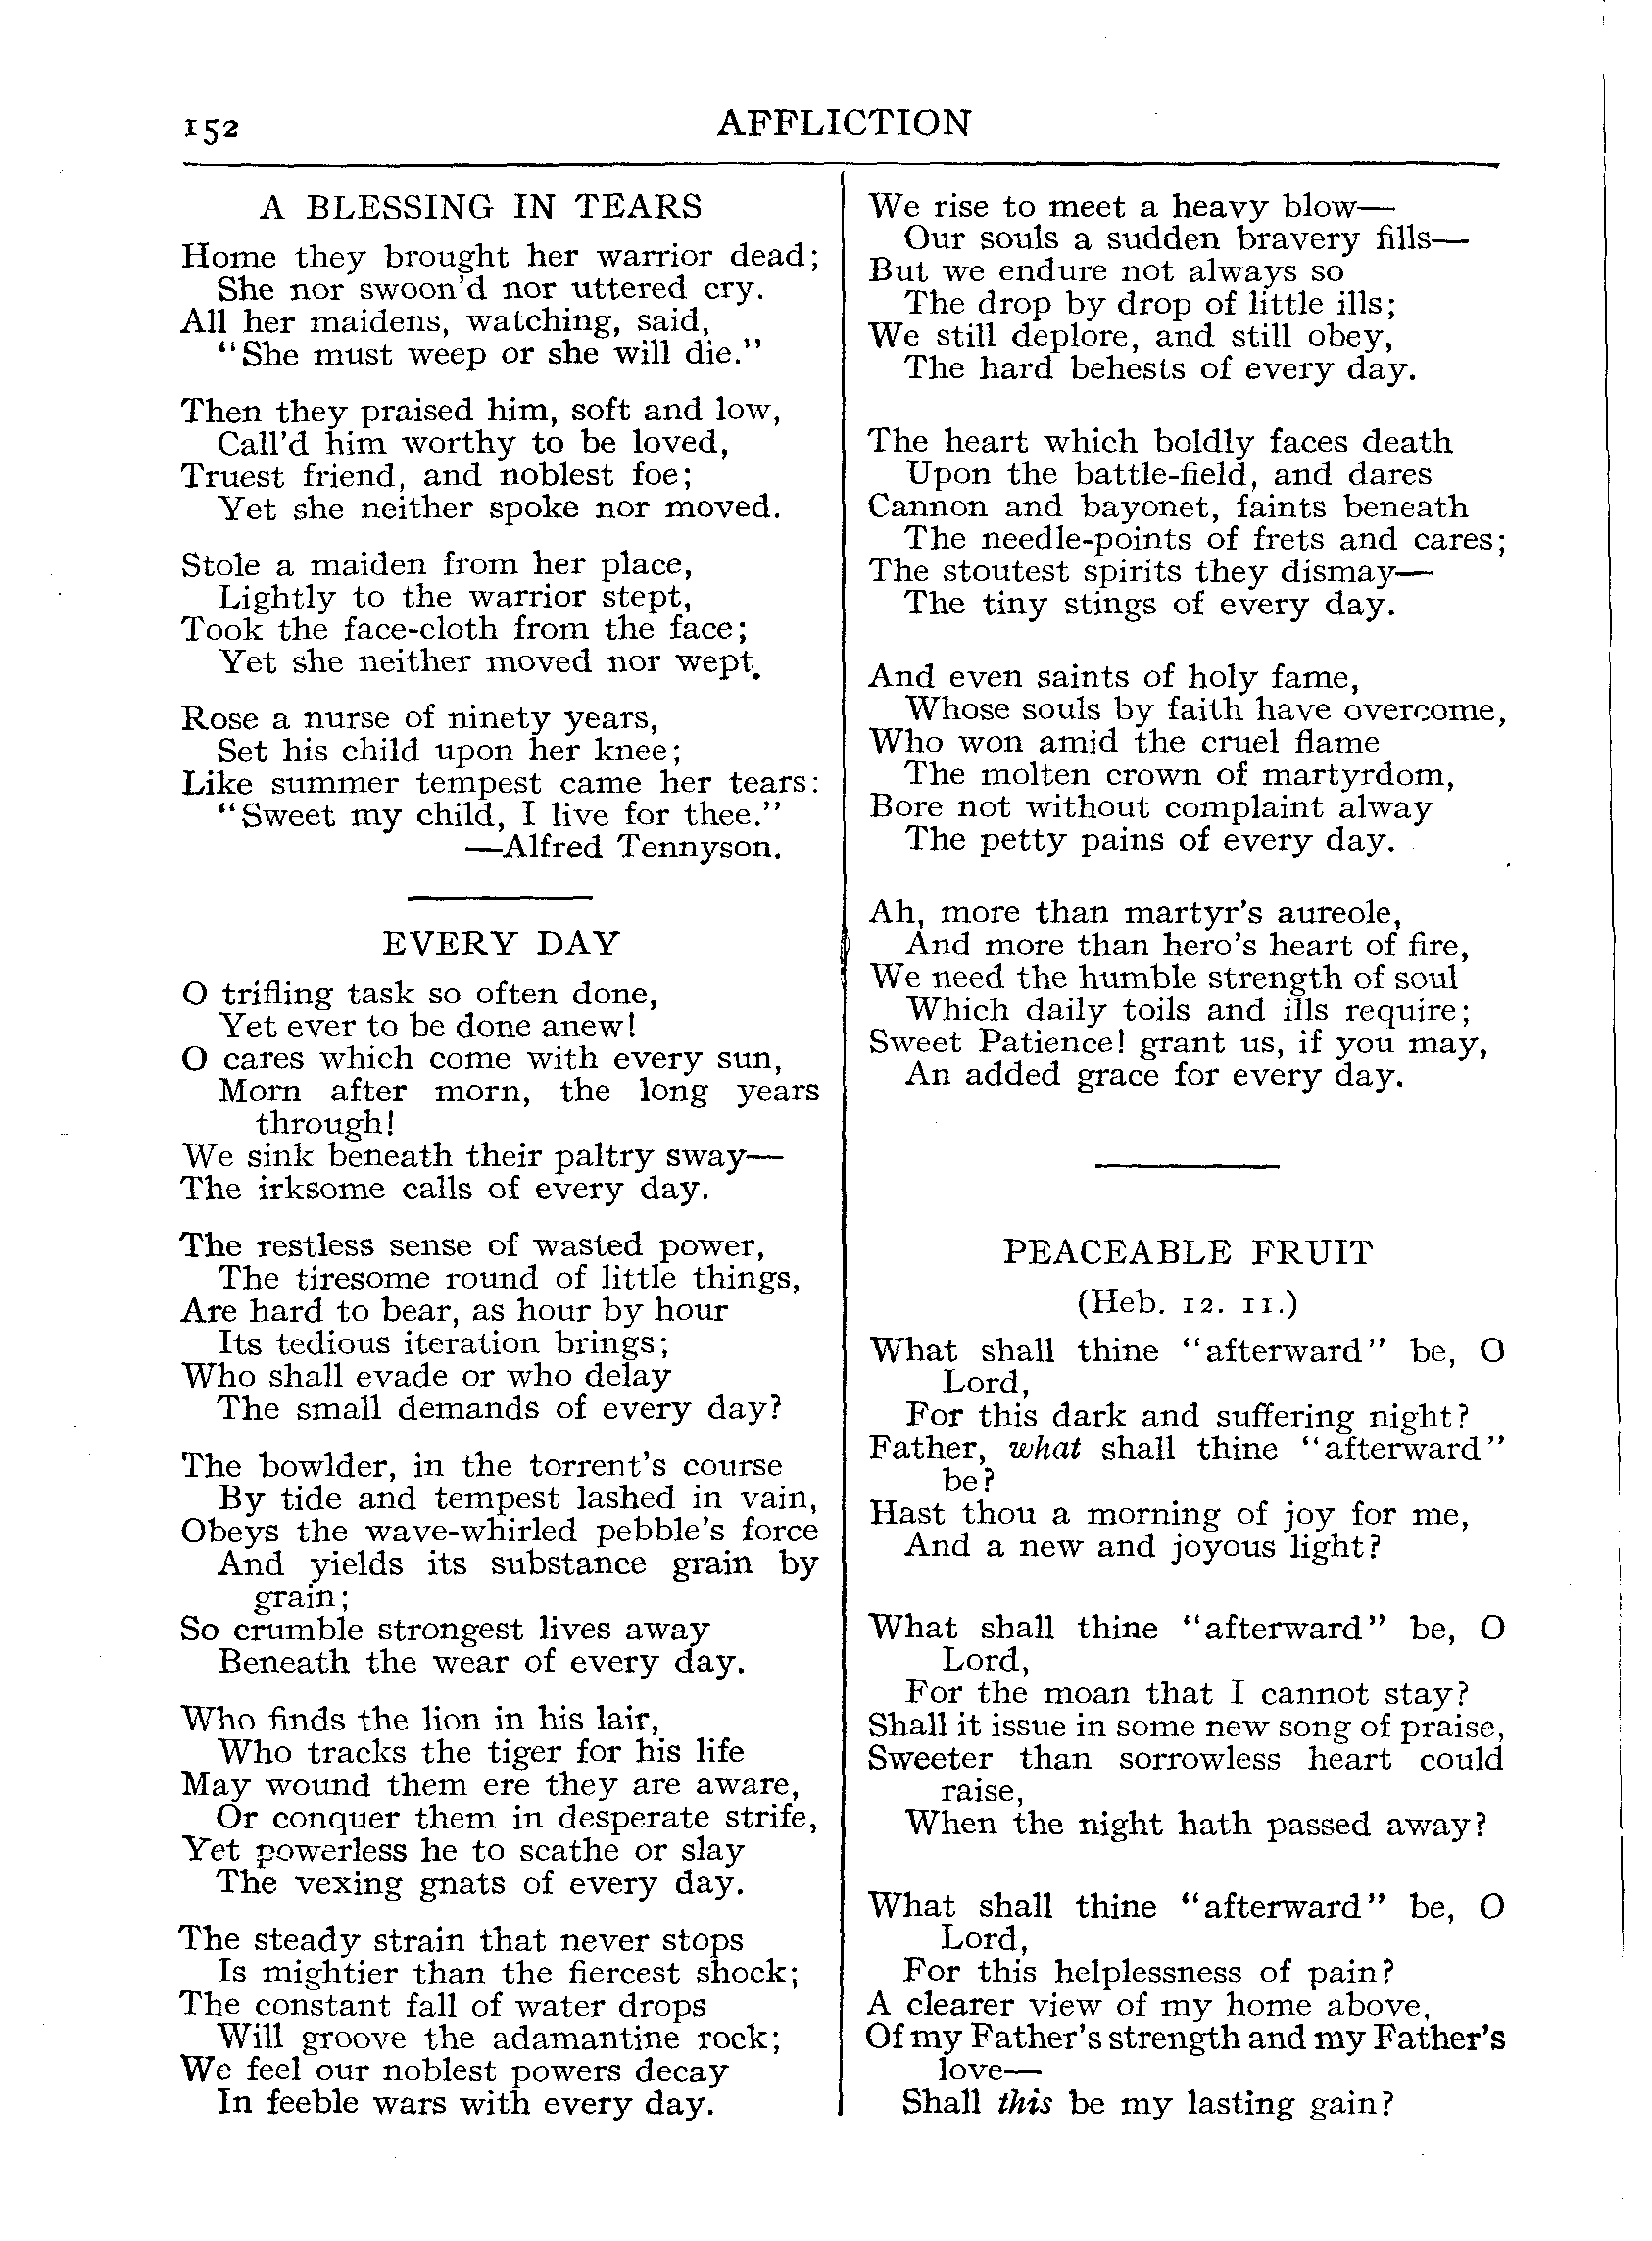 152
AFFLICTION
A BLESSING IN TEARS
Home they brought her warrior dead;
She nor swoon'd nor uttered cry.
All her maidens, watching, said,
"She must weep or she will die."
Then they praised him, soft and low,
Call'd him worthy to be loved,
Truest friend, and noblest foe;
Yet she neither spoke nor moved.
Stole a maiden from her place,
Lightly to the warrior stept,
Took the face-cloth from the face;
Yet she neither moved nor wept.
Rose a nurse of ninety years,
Set his child upon her knee;
Like summer tempest came her tears:
"Sweet my child, I live for thee."
—Alfred Tennyson.
EVERY DAY
O trifling task so often done,
Yet ever to be done anew!
O cares which come with every sun,
Morn after morn, the long years
through!
We sink beneath their paltry sway—
The irksome calls of every day.
The restless sense of wasted power,
The tiresome round of little things,
Are hard to bear, as hour by hour
Its tedious iteration brings;
Who shall evade or who delay
The small demands of every day?
The bowlder, in the torrent's course
By tide and tempest lashed in vain,
Obeys the wave-whirled pebble's force
And yields its substance grain by
grain;
So crumble strongest lives away
Beneath the wear of every day.
Who finds the lion in his lair,
Who tracks the tiger for his life
May wound them ere they are aware,
Or conquer them in desperate strife,
Yet powerless he to scathe or slay
The vexing gnats of every day.
The steady strain that never stops
Is mightier than the fiercest shock;
The constant fall of water drops
Will groove the adamantine rock;
We feel our noblest powers decay
In feeble wars with every day.
We rise to meet a heavy blow—
Our souls a sudden bravery fills—
But we endure not always so
The drop by drop of little ills;
We still deplore, and still obey,
The hard behests of every day.
The heart which boldly faces death
Upon the battle-field, and dares
Cannon and bayonet, faints beneath
The needle-points of frets and cares;
The stoutest spirits they dismay—
The tiny stings of every day.
And even saints of holy fame,
Whose souls by faith have overcome,
Who won amid the cruel flame
The molten crown of martyrdom,
Bore not without complaint alway
The petty pains of every day.
Ah, more than martyr's aureole,
And more than hero's heart of fire,
We need the humble strength of soul
Which daily toils and ills require;
Sweet Patience! grant us, if you may,
An added grace for every day.
PEACEABLE FRUIT
(Heb. 12. 11.)
What shall thine "afterward" be, O
Lord,
For this dark and suffering night?
Father, what shall thine "afterward"
be?
Hast thou a morning of joy for me,
And a new and joyous light?
What shall thine "afterward" be, O
Lord,
For the moan that I cannot stay?
Shall it issue in some new song of praise,
Sweeter than sorrowless heart could
raise,
When the night hath passed away?
What shall thine "afterward" be, O
Lord,
For this helplessness of pain?
A clearer view of my home above,
Of my Father's strength and my Father's
love—
Shall this be my lasting gain?